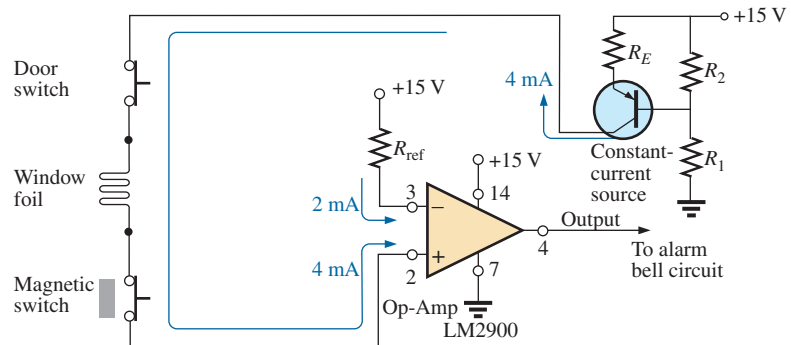 +15 V
R_E
R_2
4 mA
Door
switch
+15 V
R_ref
Constant-
current
source
R_1
Window
foil
+15 V
14
2 mA
3
−
Output
4
To alarm
bell circuit
4 mA
+
2
7
Magnetic
switch
Op-Amp
LM2900